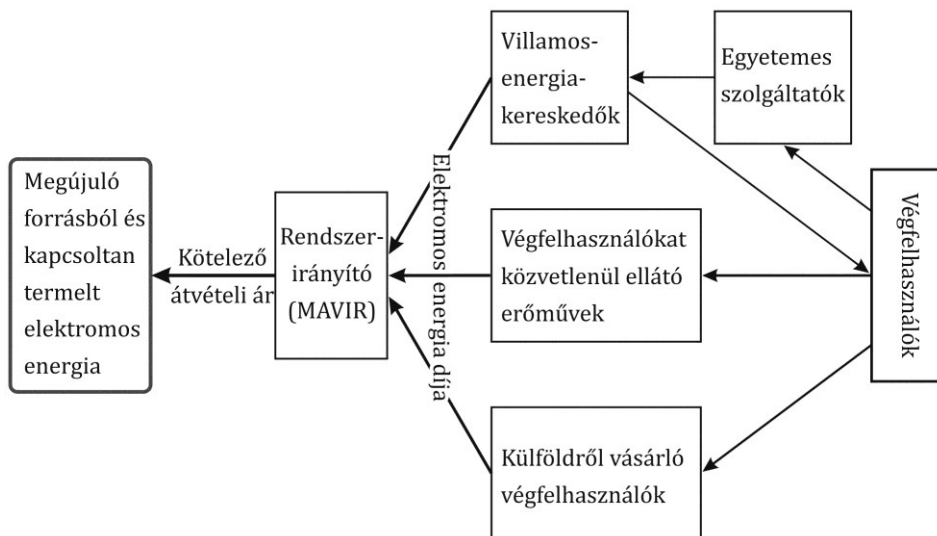 Megújuló
forrásból és
kapcsoltan
termelt
elektromos
energia
Kötelező
átvételi ár
Rendszer-
irányító
(MAVIR)
Elektromos energia díja
Villamos-
energia-
kereskedők
Egyetemes
szolgáltatók
Végfelhasználókat
közvetlenül ellátó
erőművek
Külföldről vásárló
végfelhasználók
Végfelhasználók